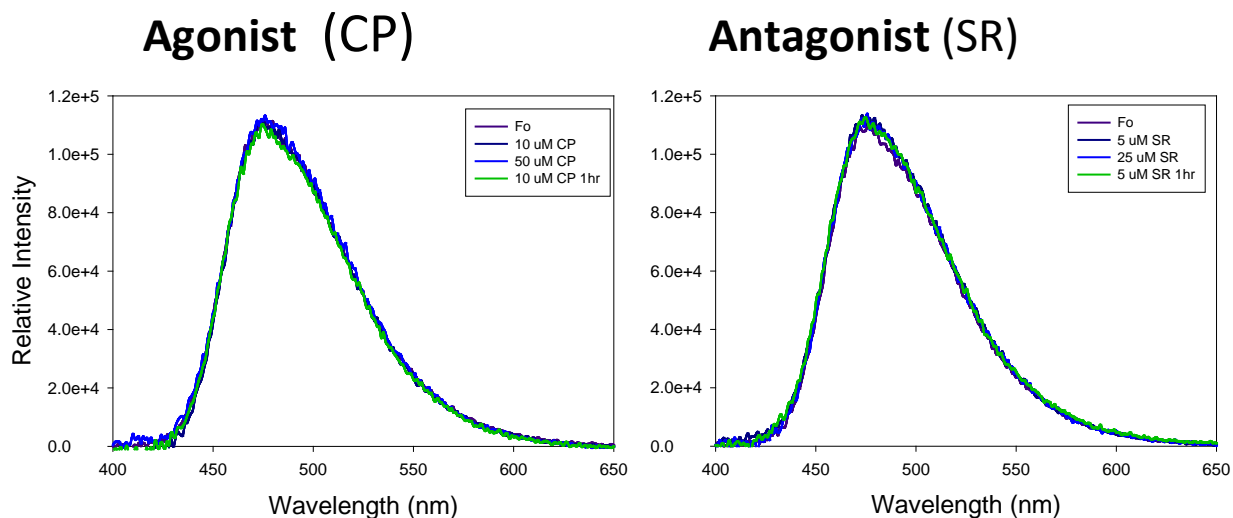 Agonist (CP)
Relative Intensity
1.2e+5
1.0e+5
8.0e+4
6.0e+4
4.0e+4
2.0e+4
0.0
Fo
10 uM CP
50 uM CP
10 uM CP 1hr
400 450 500 550 600 650
Wavelength (nm)
Antagonist (SR)
1.2e+5
1.0e+5
8.0e+4
6.0e+4
4.0e+4
2.0e+4
0.0
Fo
5 uM SR
25 uM SR
5 uM SR 1hr
400 450 500 550 600 650
Wavelength (nm)